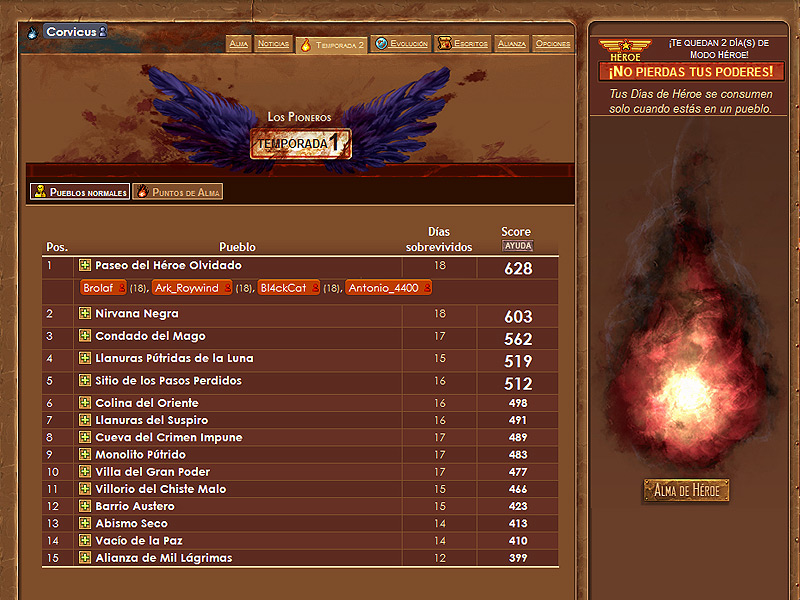 Corvicus
Alma Noticias Temporada 2 Evolución Escritos Alianza Opciones
Los Pioneros
TEMPORADA 1
Pueblos normales Puntos de Alma
Pos. Pueblo Días sobrevividos Score AYUDA
1 Paseo del Héroe Olvidado 18 628
Brolaf (18), Ark_Roywind (18), Bl4ckCat (18), Antonio_4400
2 Nirvana Negra 18 603
3 Condado del Mago 17 562
4 Llanuras Pútridas de la Luna 15 519
5 Sitio de los Pasos Perdidos 16 512
6 Colina del Oriente 16 498
7 Llanuras del Suspiro 16 491
8 Cueva del Crimen Impune 17 489
9 Monolito Pútrido 17 483
10 Villa del Gran Poder 17 477
11 Villorio del Chiste Malo 15 466
12 Barrio Austero 15 423
13 Abismo Seco 14 413
14 Vacío de la Paz 14 410
15 Alianza de Mil Lágrimas 12 399
HÉROE
¡Te quedan 2 día(s) de
Modo Héroe!
¡No pierdas tus poderes!
Tus Días de Héroe se consumen
solo cuando estás en un pueblo.
Alma de Héroe